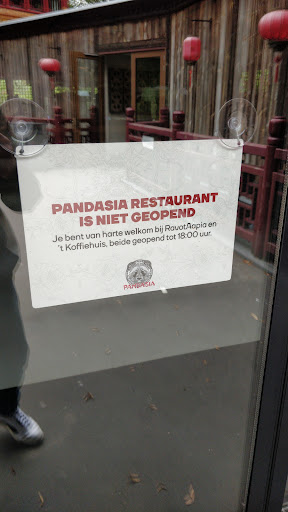 PANDASIA RESTAURANT
IS NIET GEOPEND
Je bent van harte welkom bij RavotAapia en
't Koffiehuis, beide geopend tot 18:00 uur.
PANDASIA